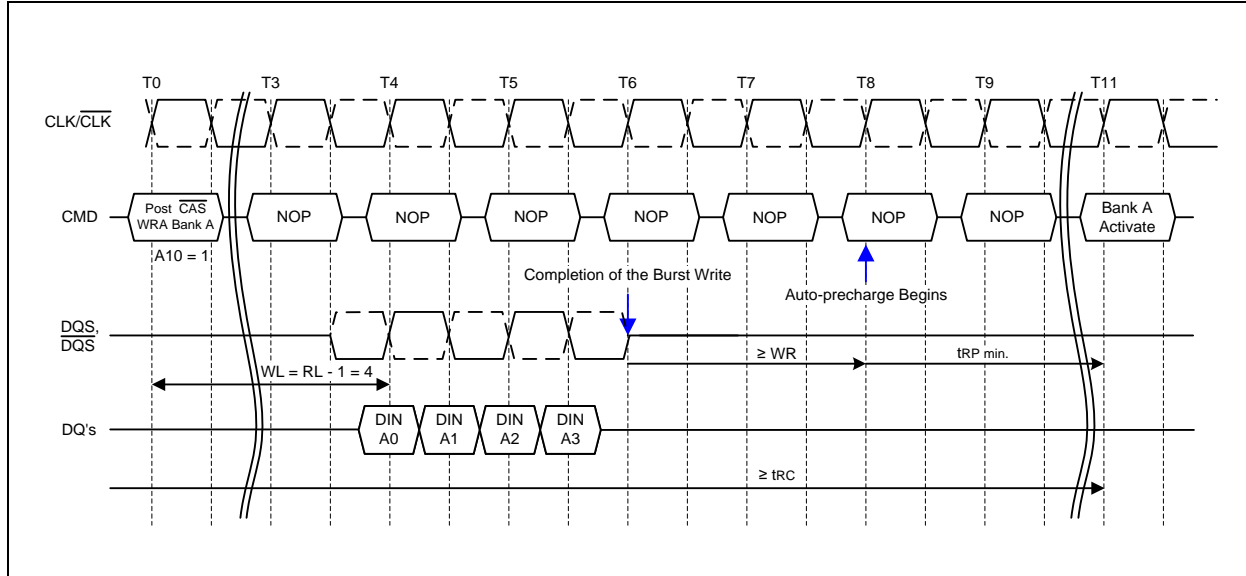 T0 T3 T4 T5 T6 T7 T8 T9 T11
CLK/CLK
CMD
Post CAS
WRA Bank A
NOP NOP NOP NOP NOP NOP NOP
Bank A
Activate
A10 = 1
Completion of the Burst Write
Auto-precharge Begins
DQS,
DQS
WL = RL - 1 = 4
≥ WR
tRP min.
DQ's
DIN
A0
DIN
A1
DIN
A2
DIN
A3
≥ tRC